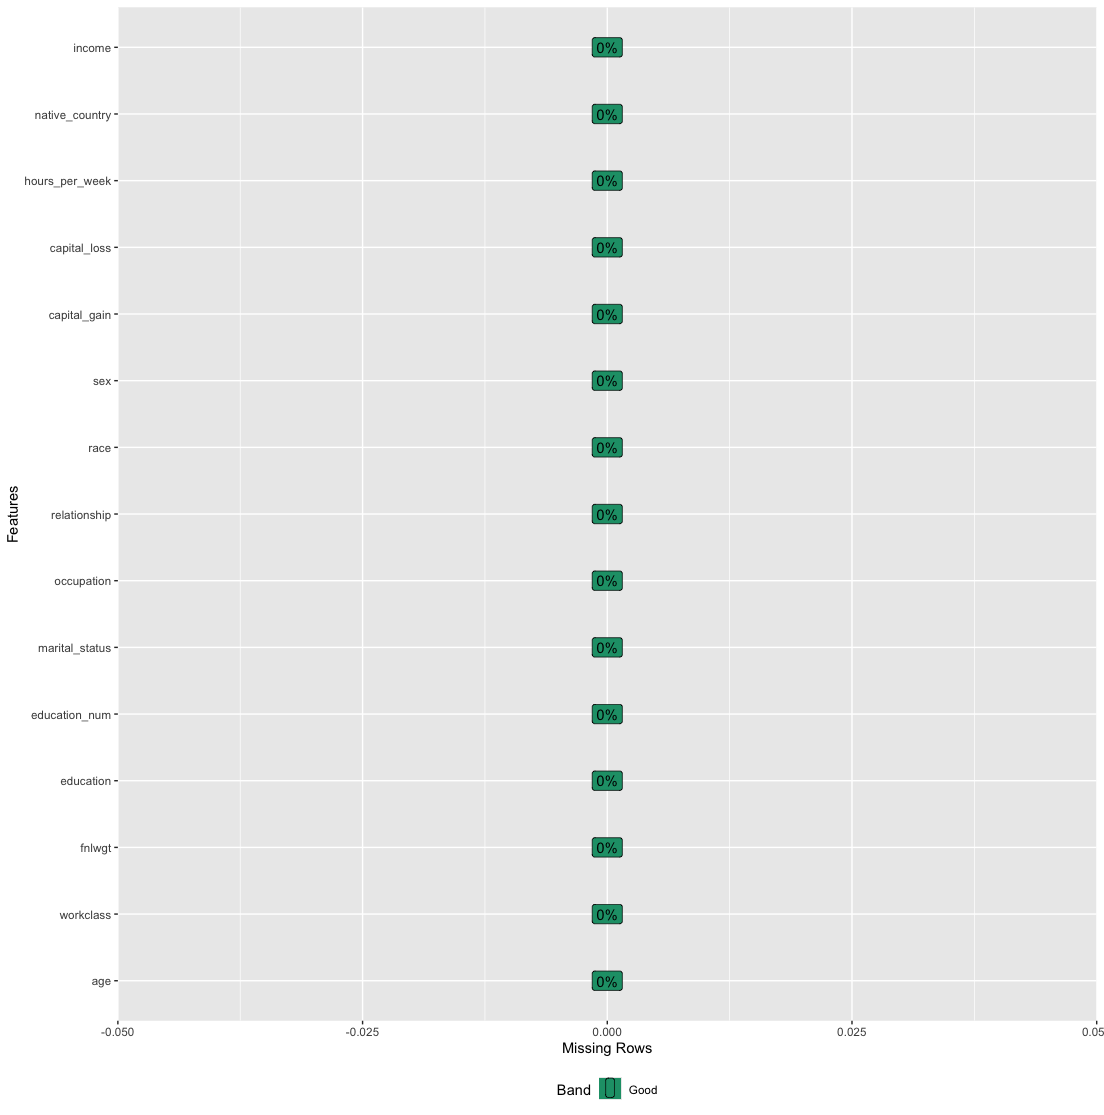 income
0%
native_country
0%
hours_per_week
0%
capital_loss
0%
capital_gain
0%
sex
0%
race
0%
relationship
0%
occupation
0%
marital_status
0%
education_num
0%
education
0%
fnlwgt
0%
workclass
0%
age
0%
Features
-0.050
-0.025
0.000
0.025
0.05
Missing Rows
Band
Good